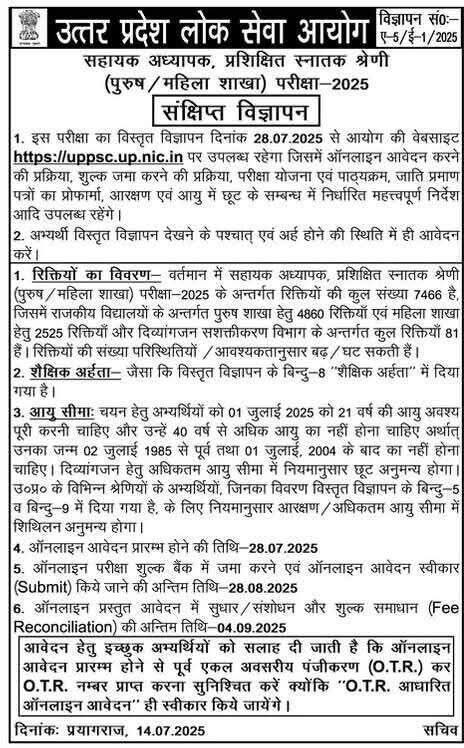 उत्तर प्रदेश लोक सेवा आयोग
विज्ञापन सं०:-
ए-5/ई-1/2025
सहायक अध्यापक, प्रशिक्षित स्नातक श्रेणी
(पुरुष/महिला शाखा) परीक्षा-2025
संक्षिप्त विज्ञापन
1. इस परीक्षा का विस्तृत विज्ञापन दिनांक 28.07.2025 से आयोग की वेबसाइट
https://uppsc.up.nic.in पर उपलब्ध रहेगा जिसमें ऑनलाइन आवेदन करने
की प्रक्रिया, शुल्क जमा करने की प्रक्रिया, परीक्षा योजना एवं पाठ्यक्रम, जाति प्रमाण
पत्रों का प्रोफार्मा, आरक्षण एवं आयु में छूट के सम्बन्ध में निर्धारित महत्त्वपूर्ण निर्देश
आदि उपलब्ध रहेंगे।
2. अभ्यर्थी विस्तृत विज्ञापन देखने के पश्चात् एवं अर्ह होने की स्थिति में ही आवेदन
करें।
1. रिक्तियों का विवरण– वर्तमान में सहायक अध्यापक, प्रशिक्षित स्नातक श्रेणी
(पुरुष/महिला शाखा) परीक्षा-2025 के अन्तर्गत रिक्तियों की कुल संख्या 7466 है,
जिसमें राजकीय विद्यालयों के अन्तर्गत पुरुष शाखा हेतु 4860 रिक्तियाँ एवं महिला शाखा
हेतु 2525 रिक्तियाँ और दिव्यांगजन सशक्तीकरण विभाग के अन्तर्गत कुल रिक्तियाँ 81
हैं। रिक्तियों की संख्या परिस्थितियों /आवश्यकतानुसार बढ़/घट सकती हैं।
2. शैक्षिक अर्हता– जैसा कि विस्तृत विज्ञापन के बिन्दु-8 "शैक्षिक अर्हता" में दिया
गया है।
3. आयु सीमाः चयन हेतु अभ्यर्थियों को 01 जुलाई 2025 को 21 वर्ष की आयु अवश्य
पूरी करनी चाहिए और उन्हें 40 वर्ष से अधिक आयु का नहीं होना चाहिए अर्थात्
उनका जन्म 02 जुलाई 1985 से पूर्व तथा 01 जुलाई, 2004 के बाद का नहीं होना
चाहिए। दिव्यांगजन हेतु अधिकतम आयु सीमा में नियमानुसार छूट अनुमन्य होगा।
उ०प्र० के विभिन्न श्रेणियों के अभ्यर्थियों, जिनका विवरण विस्तृत विज्ञापन के बिन्दु-5
व बिन्दु-9 में दिया गया है, के लिए नियमानुसार आरक्षण/अधिकतम आयु सीमा में
शिथिलन अनुमन्य होगा।
4. ऑनलाइन आवेदन प्रारम्भ होने की तिथि-28.07.2025
5. ऑनलाइन परीक्षा शुल्क बैंक में जमा करने एवं ऑनलाइन आवेदन स्वीकार
(Submit) किये जाने की अन्तिम तिथि-28.08.2025
6. ऑनलाइन प्रस्तुत आवेदन में सुधार/संशोधन और शुल्क समाधान (Fee
Reconciliation) की अन्तिम तिथि-04.09.2025
आवेदन हेतु इच्छुक अभ्यर्थियों को सलाह दी जाती है कि ऑनलाइन
आवेदन प्रारम्भ होने से पूर्व एकल अवसरीय पंजीकरण (O.T.R.) कर
O.T.R. नम्बर प्राप्त करना सुनिश्चित करें क्योंकि "O.T.R. आधारित
ऑनलाइन आवेदन" ही स्वीकार किये जायेंगे।
दिनांकः प्रयागराज, 14.07.2025
सचिव